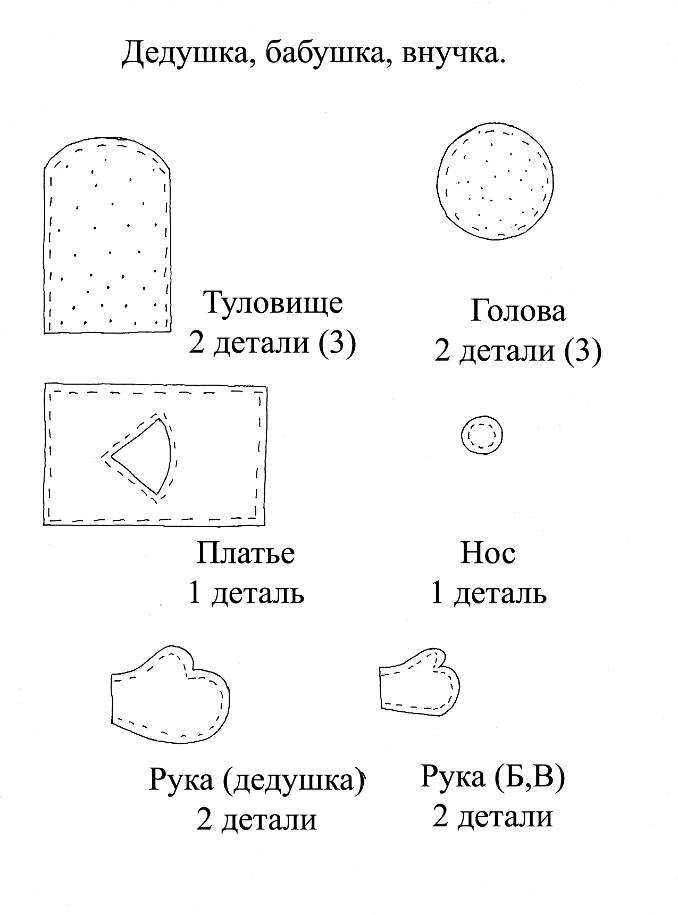 Дедушка, бабушка, внучка.
Туловище
2 детали (3)
Голова
2 детали (3)
Платье
1 деталь
Нос
1 деталь
Рука (дедушка)
2 детали
Рука (Б,В)
2 детали